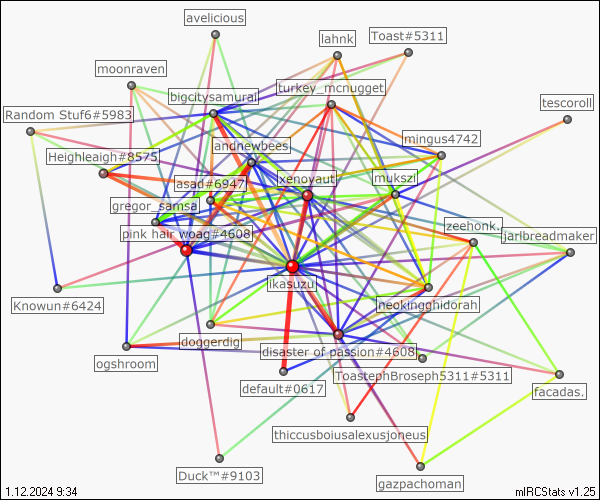 avelicious
lahnk
Toast#5311
moonraven
bigcitysamurai
turkey_mcnugget
tescoroll
Random Stuf6#5983
andnewbees
mingus4742
Heighleaigh#8575
asad#6947
xenoyauti
mukszi
gregor_samsa
pink hair woag#4608
zeehonk.
jarlbreadmaker
ikasuzu
Knowun#6424
neokingghidorah
doggerdig
ogshroom
disaster of passion#4608
ToastephBroseph5311#5311
default#0617
facadas.
thiccusboiusalexusjoneus
Duck™#9103
gazpachoman
1.12.2024 9:34
mIRCStats v1.25